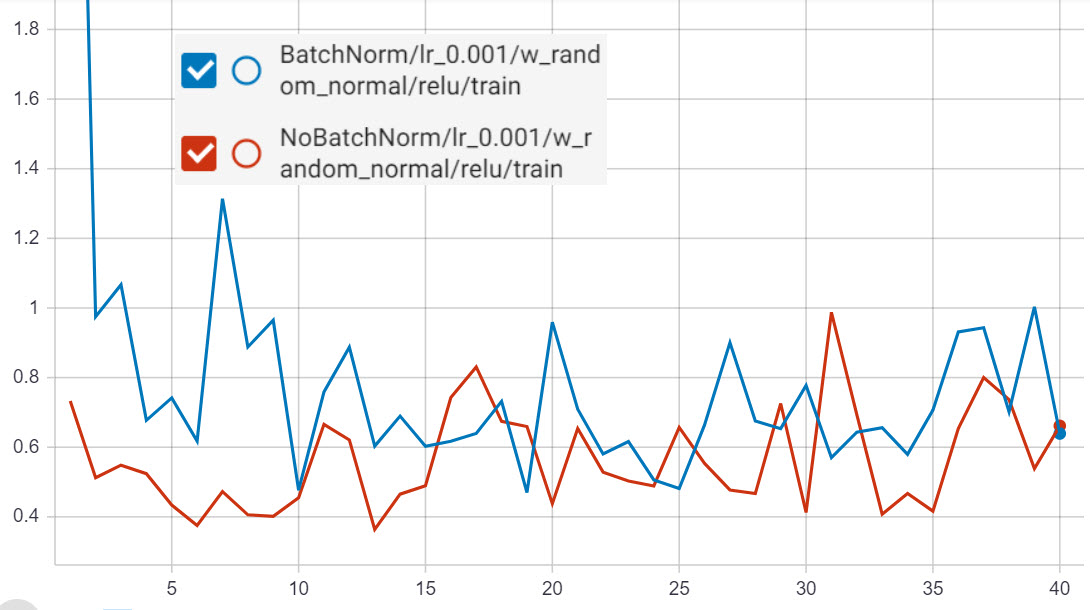 1.8
BatchNorm/lr_0.001/w_rand
om_normal/relu/train
1.6
NoBatchNorm/lr_0.001/w_r
andom_normal/relu/train
1.4
1.2
1
0.8
0.6
0.4
5 10 15 20 25 30 35 40